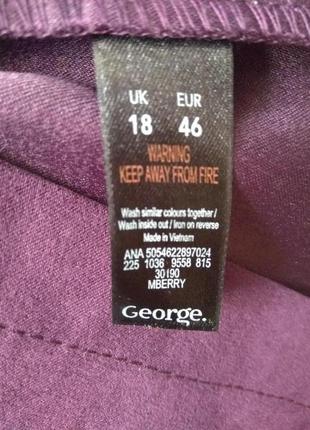 UK EUR
18 46
WARNING
KEEP AWAY FROM FIRE
Wash similar colours together/
Wash inside out/ Iron on reverse
Made in Vietnam
ANA 5054622897024
225 1036 9558 815
30190
MBERRY
George.